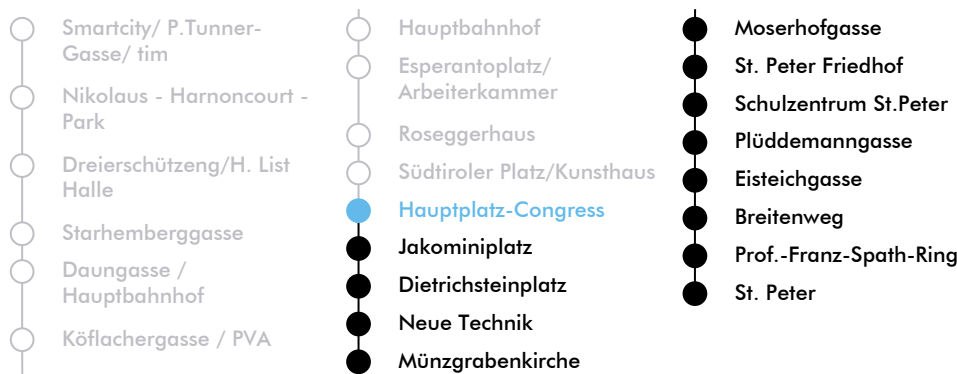 Smartcity/ P.Tunner-
Gasse/ tim
Nikolaus - Harnoncourt -
Park
Dreierschützeng/H. List
Halle
Starhemberggasse
Daungasse /
Hauptbahnhof
Köflachergasse / PVA
Hauptbahnhof
Esperantoplatz/
Arbeiterkammer
Roseggerhaus
Südtiroler Platz/Kunsthaus
Hauptplatz-Congress
Jakominiplatz
Dietrichsteinplatz
Neue Technik
Münzgrabenkirche
Moserhofgasse
St. Peter Friedhof
Schulzentrum St.Peter
Plüddemanngasse
Eisteichgasse
Breitenweg
Prof.-Franz-Spath-Ring
St. Peter